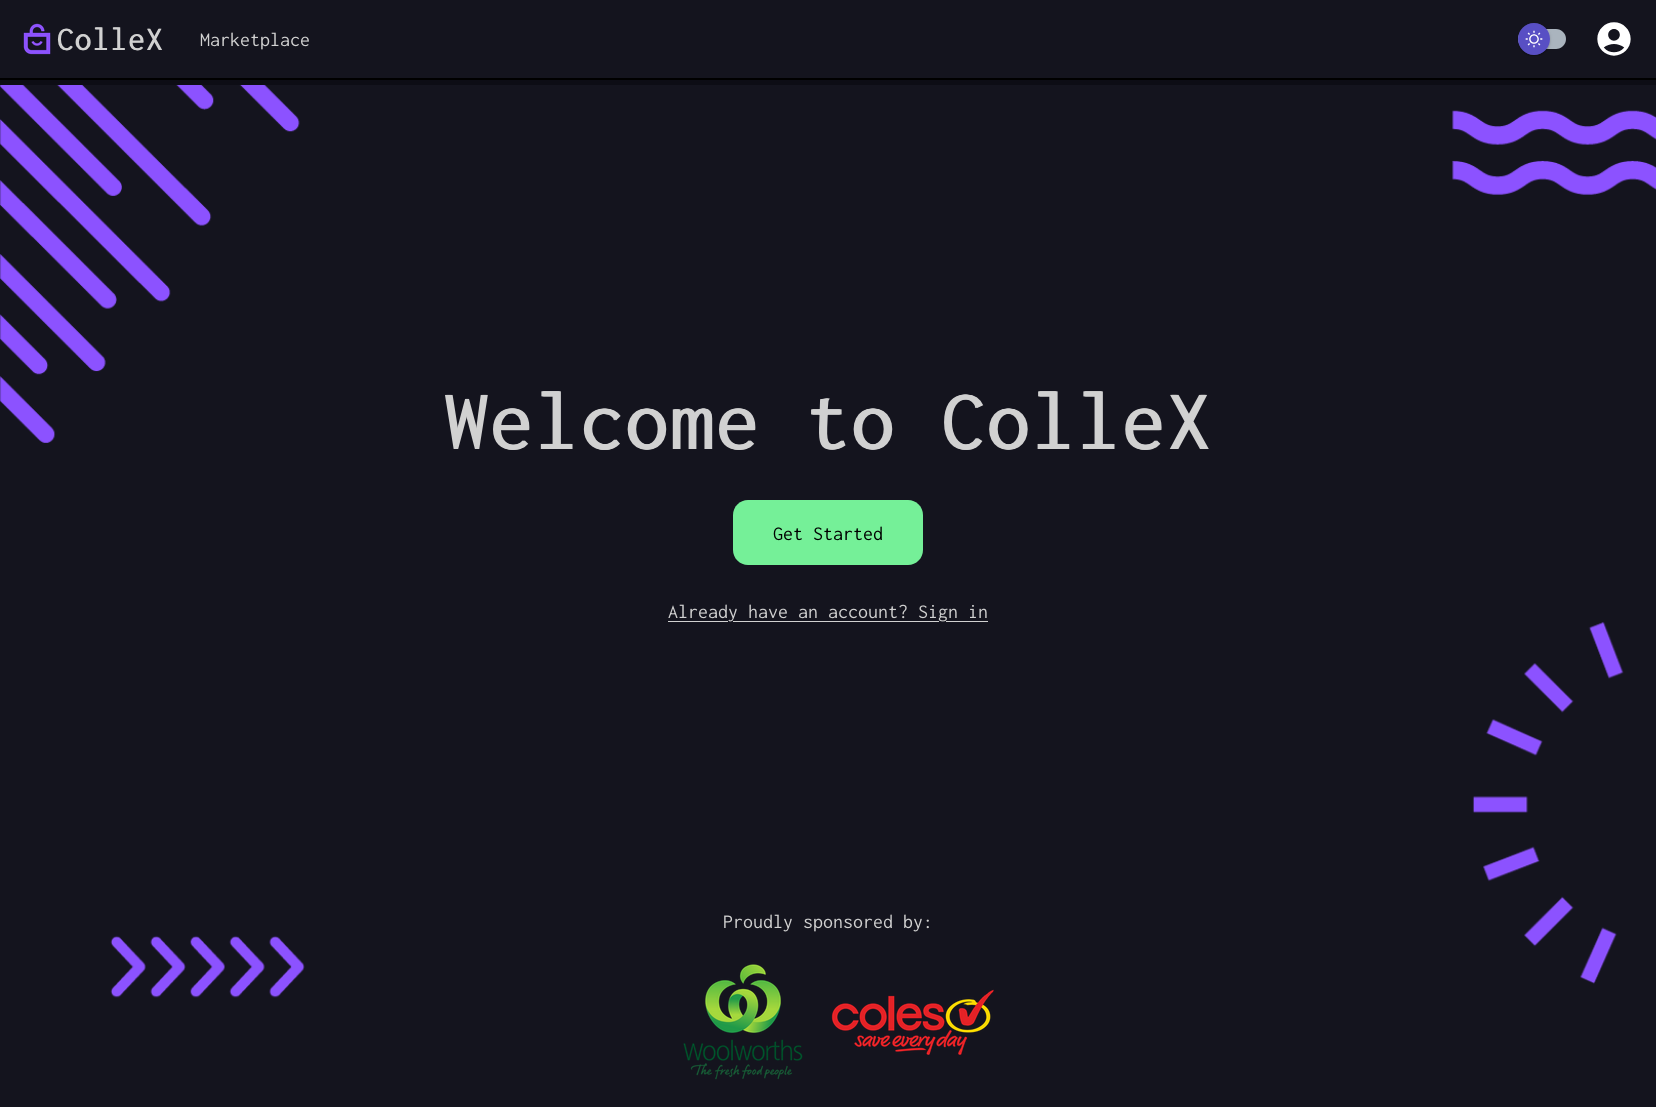 ColleX
Marketplace
Welcome to ColleX
Get Started
Already have an account? Sign in
Proudly sponsored by:
Woolworths
The fresh food people
coles
save every day